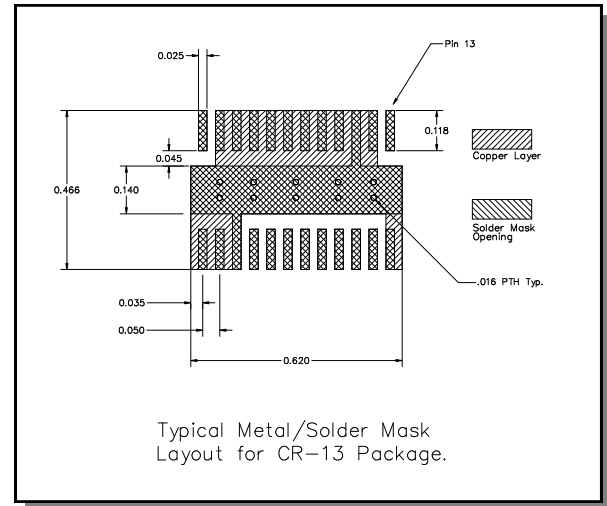 Pin 13
0.025
0.118
0.045
Copper Layer
0.466
0.140
Solder Mask
Opening
.016 PTH Typ.
0.035
0.050
0.620
Typical Metal/Solder Mask
Layout for CR-13 Package.